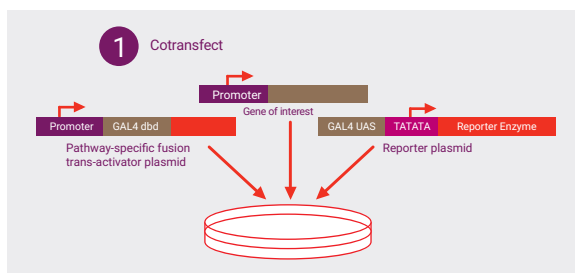 1 Cotransfect
Promoter
Gene of interest
Promoter GAL4 dbd
Pathway-specific fusion
trans-activator plasmid
GAL4 UAS TATATA Reporter Enzyme
Reporter plasmid